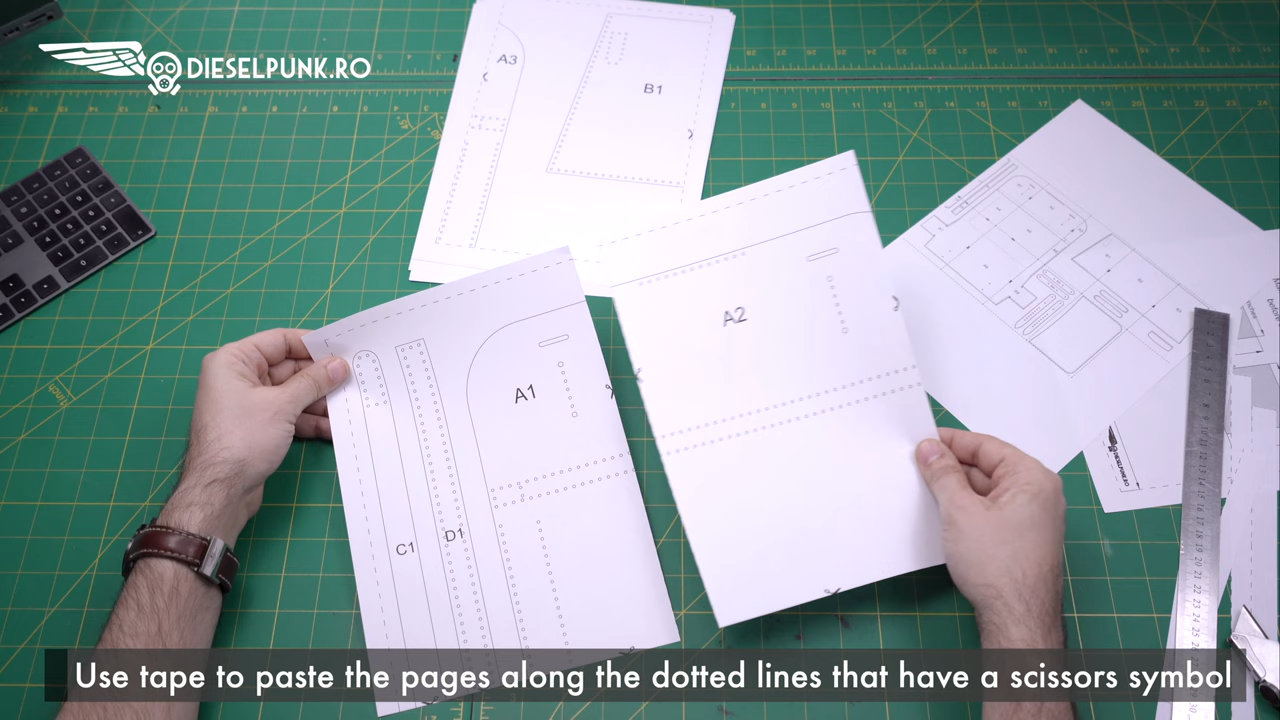 DIESELPUNK.RO
A3
B1
A2
A1
C1
D1
1inch
Use tape to paste the pages along the dotted lines that have a scissors symbol